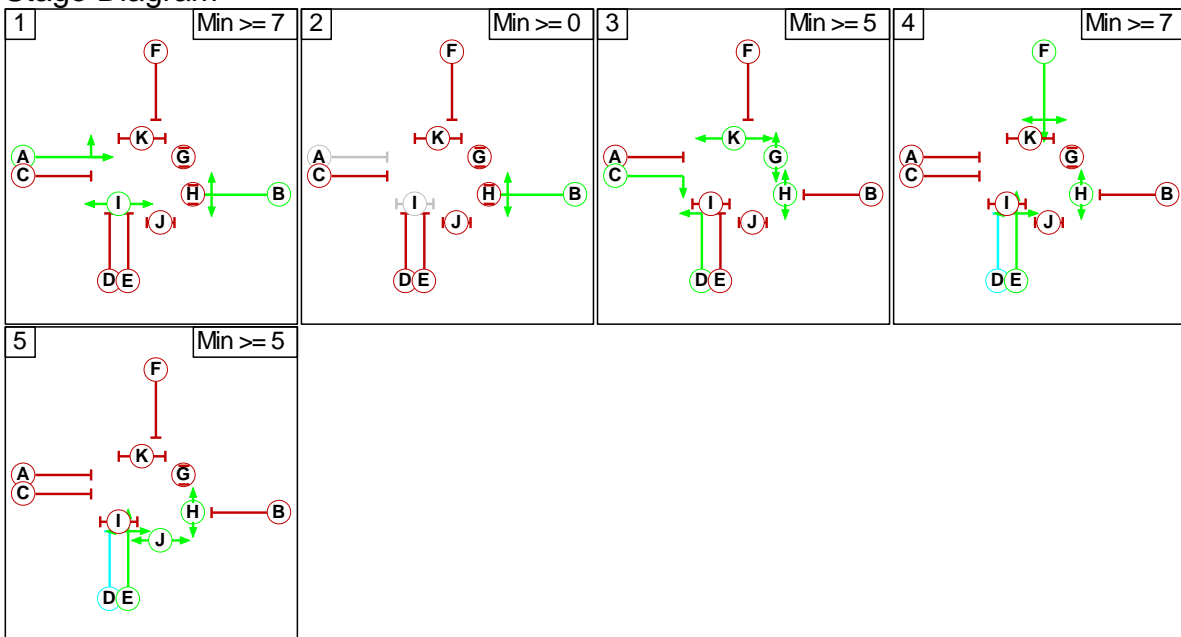 Stage Diagram
1 Min >= 7
F
K
A
G
C
H B
I
J
D E
2 Min >= 0
F
K
A
G
C
H B
I
J
D E
3 Min >= 5
F
K
A
G
C
H B
I
J
D E
4 Min >= 7
F
K
A
G
C
H B
I
J
D E
5 Min >= 5
F
K
A
G
C
H B
I
J
D E